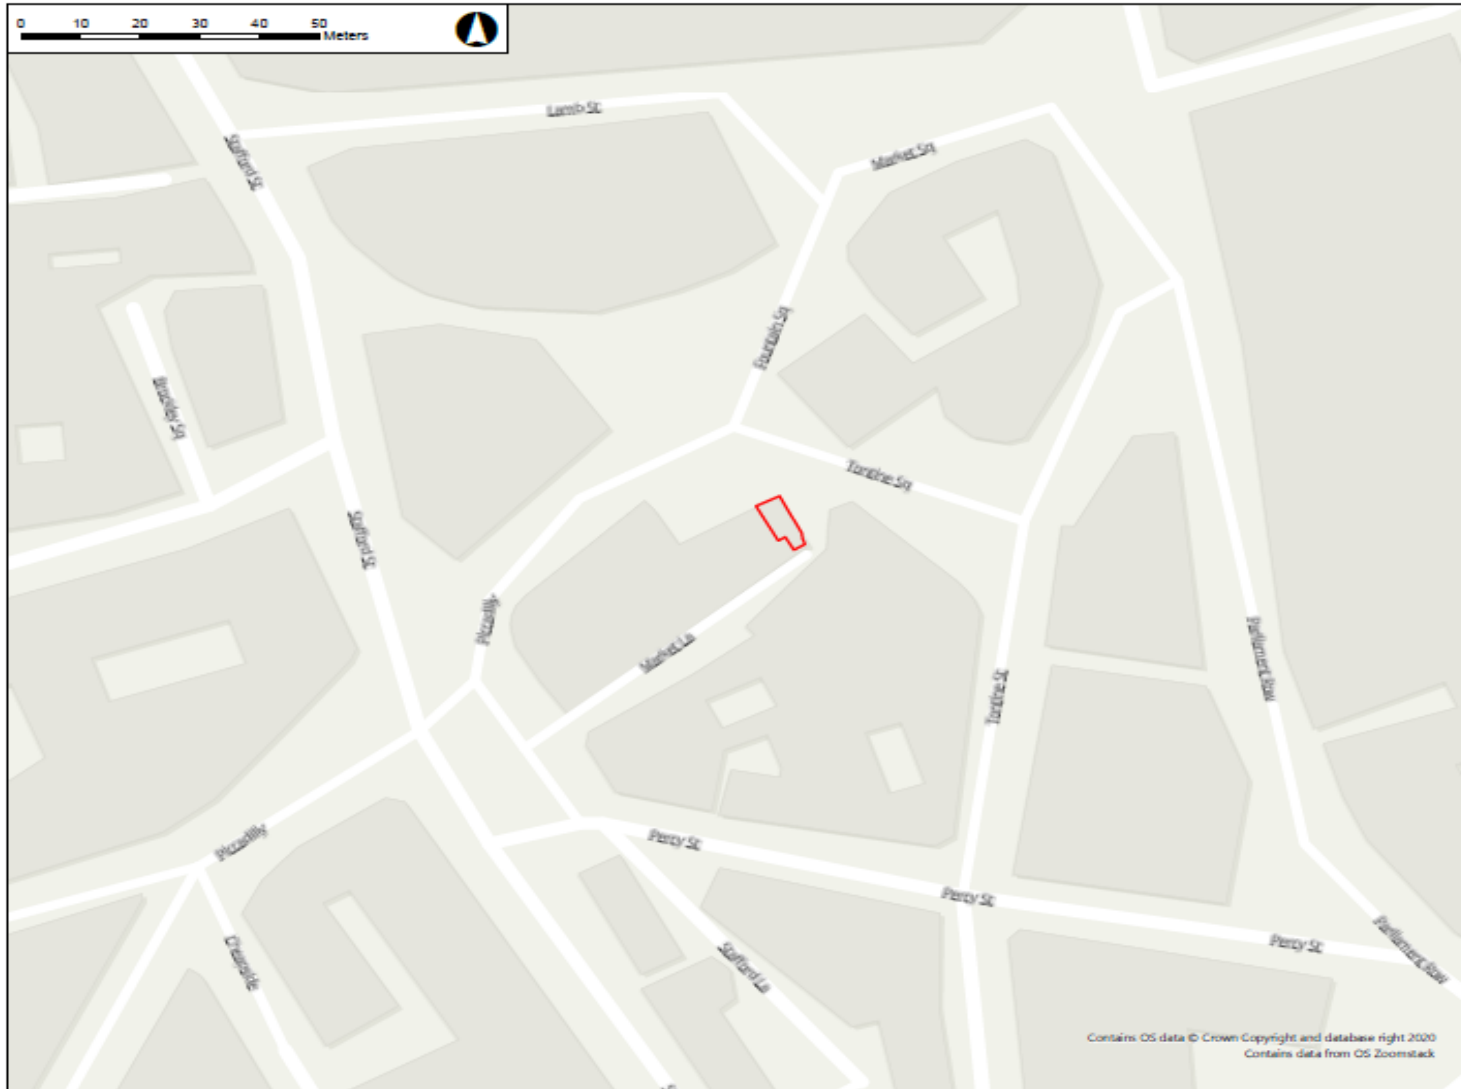 0 10 20 30 40 50
Meters
Lamb St
Stafford St
Market Sq
Fountain Sq
Brackley Sq
Tontine Sq
Stafford St
Piccadilly
Market La
Parliament Row
Tontine St
Piccadilly
Percy St
Percy St
Cheapside
Stafford La
Percy St
Parliament Row
Contains OS data © Crown Copyright and database right 2020
Contains data from OS Zoomstack